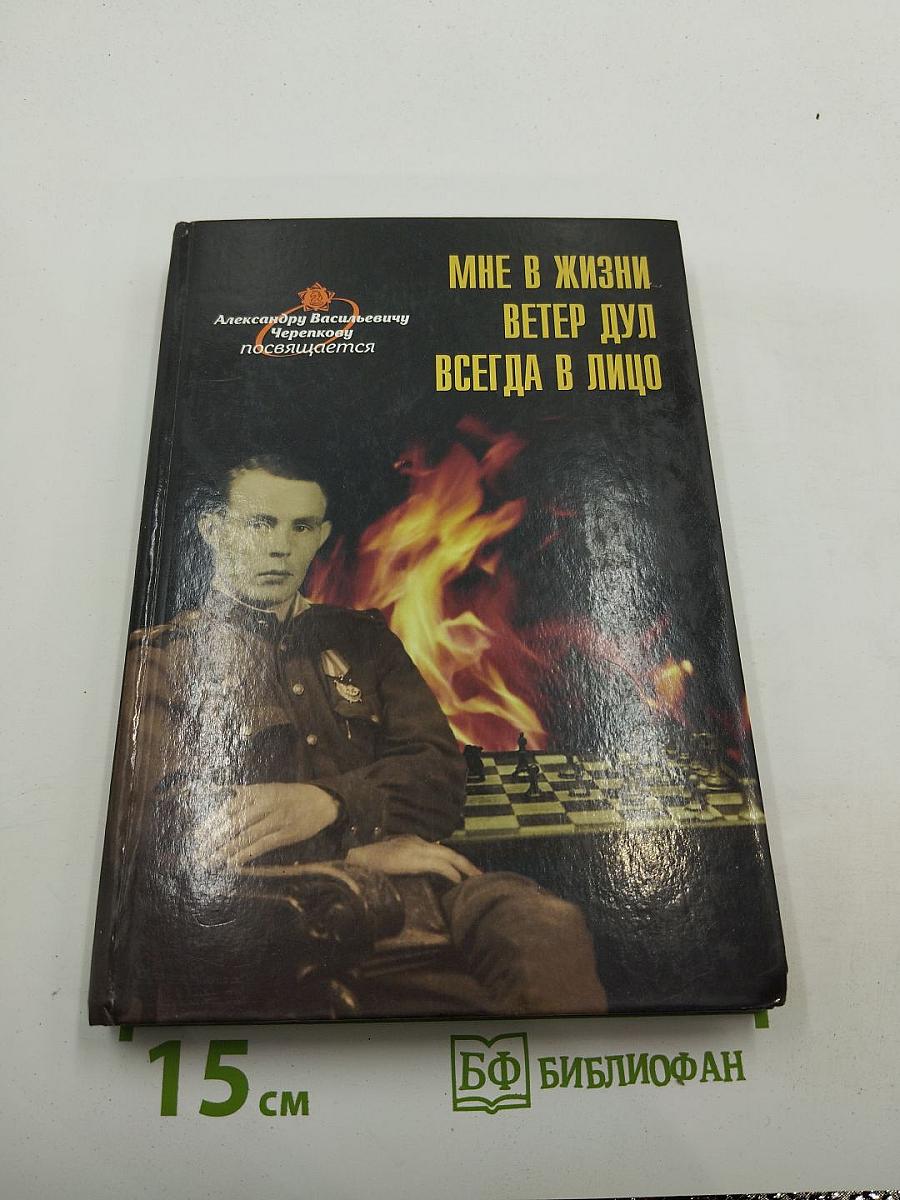 МНЕ В ЖИЗНИ
ВЕТЕР ДУЛ
ВСЕГДА В ЛИЦО
Александру Васильевичу
Черепкову
посвящается
15 см
БФ БИБЛИОФАН